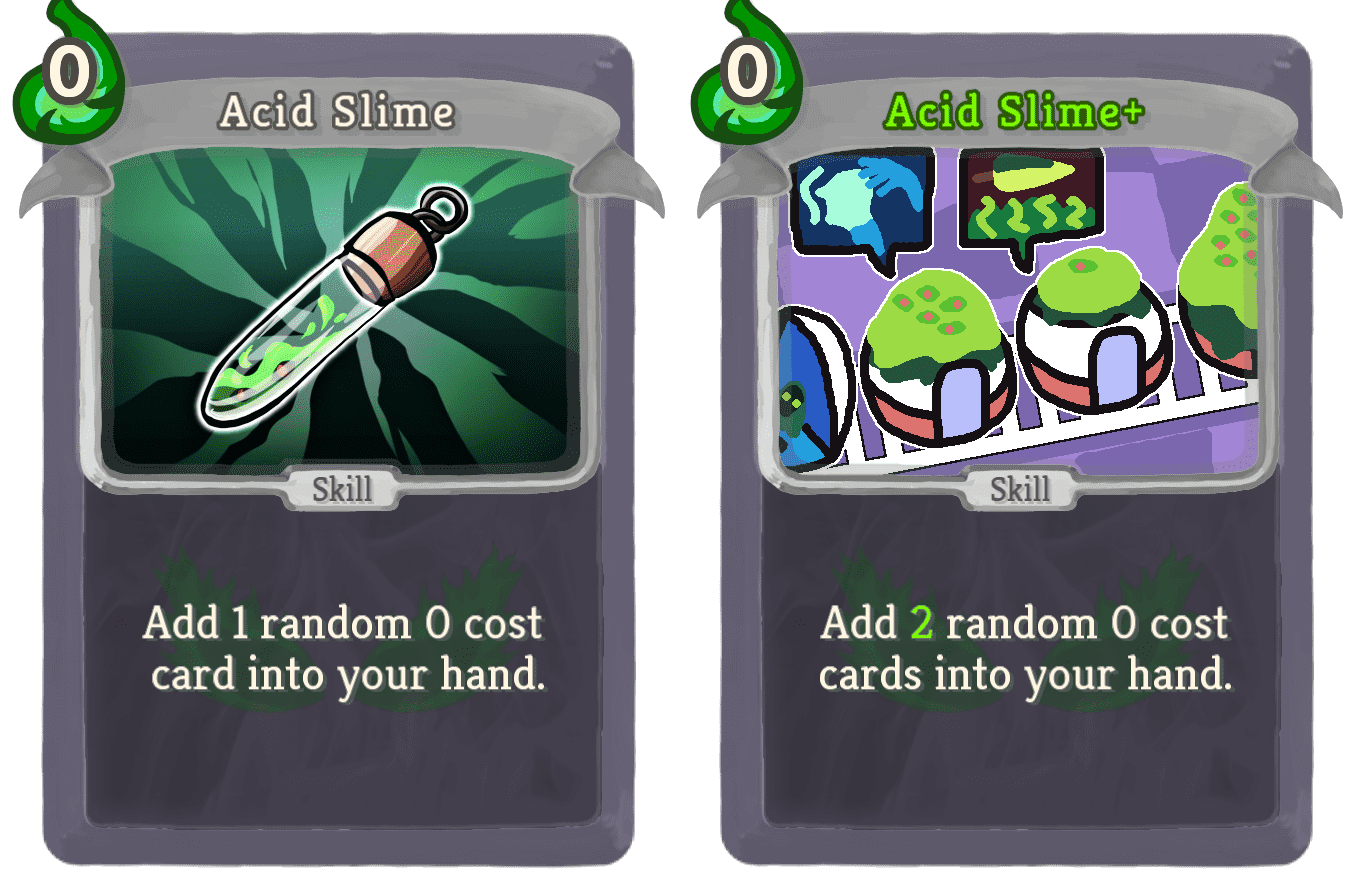 0
Acid Slime
Skill
Add 1 random 0 cost
card into your hand.
0
Acid Slime+
Skill
Add 2 random 0 cost
cards into your hand.